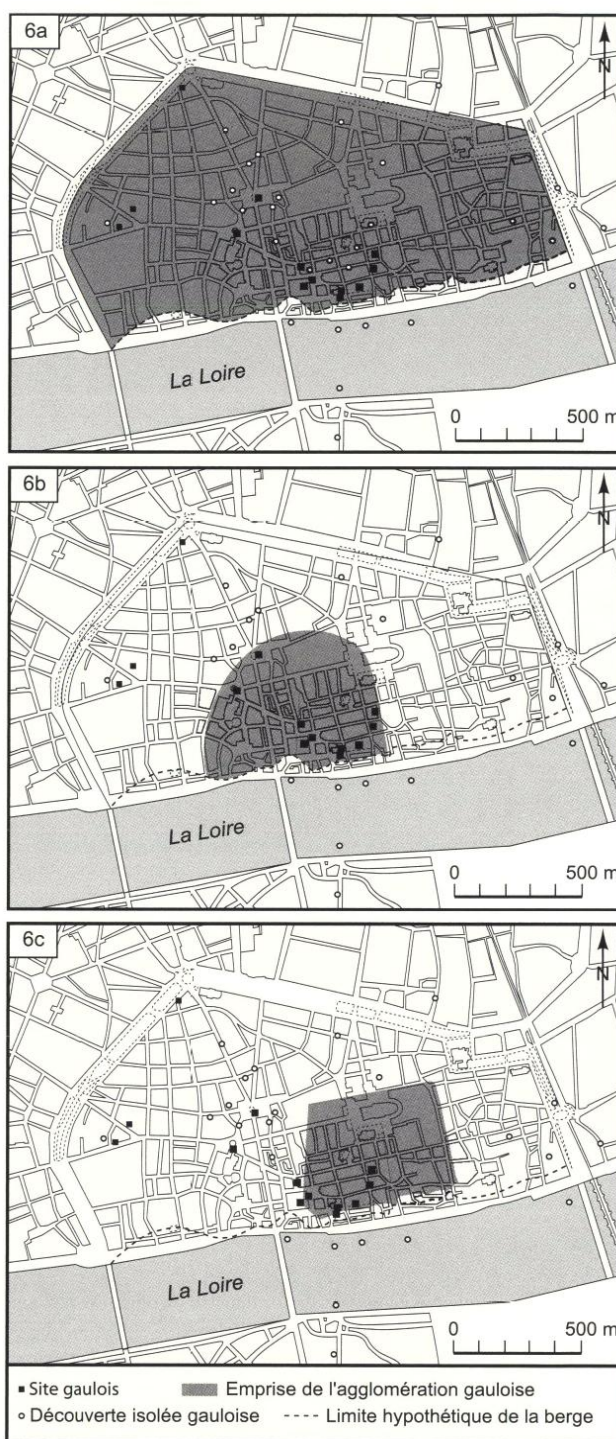 6a
N
La Loire
0 500 m
6b
N
La Loire
0 500 m
6c
N
La Loire
0 500 m
Site gaulois
Emprise de l'agglomération gauloise
Découverte isolée gauloise
Limite hypothétique de la berge